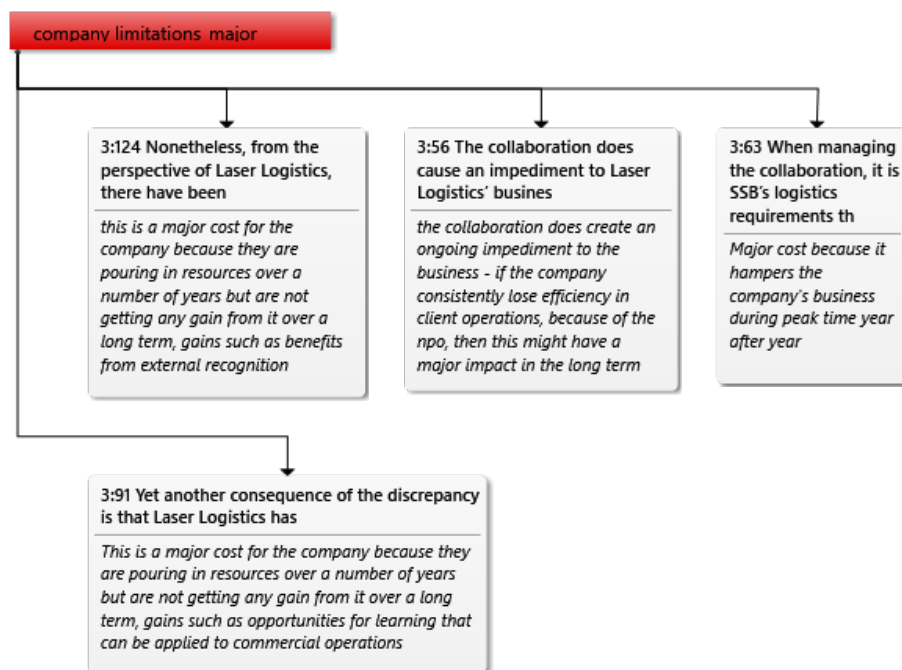 company limitations major
3:124 Nonetheless, from the
perspective of Laser Logistics,
there have been
this is a major cost for the
company because they are
pouring in resources over a
number of years but are not
getting any gain from it over a
long term, gains such as benefits
from external recognition
3:56 The collaboration does
cause an impediment to Laser
Logistics' busines
the collaboration does create an
ongoing impediment to the
business - if the company
consistently lose efficiency in
client operations, because of the
npo, then this might have a
major impact in the long term
3:63 When managing
the collaboration, it is
SSB's logistics
requirements th
Major cost because it
hampers the
company's business
during peak time year
after year
3:91 Yet another consequence of the discrepancy
is that Laser Logistics has
This is a major cost for the company because they
are pouring in resources over a number of years
but are not getting any gain from it over a long
term, gains such as opportunities for learning that
can be applied to commercial operations